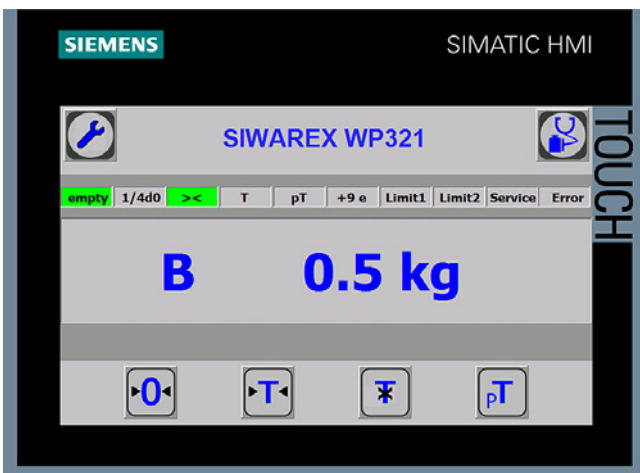 SIEMENS SIMATIC HMI
SIWAREX WP321
TOUCH
empty 1/4d0 >< T pT +9 e Limit1 Limit2 Service Error
B 0.5 kg
▸0◂ ▸T◂ T pT